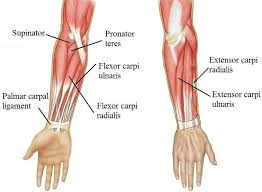 Supinator
Pronator
teres
Flexor carpi
ulnaris
Palmar carpal
ligament
Flexor carpi
radialis
Extensor carpi
radialis
Extensor carpi
ulnaris